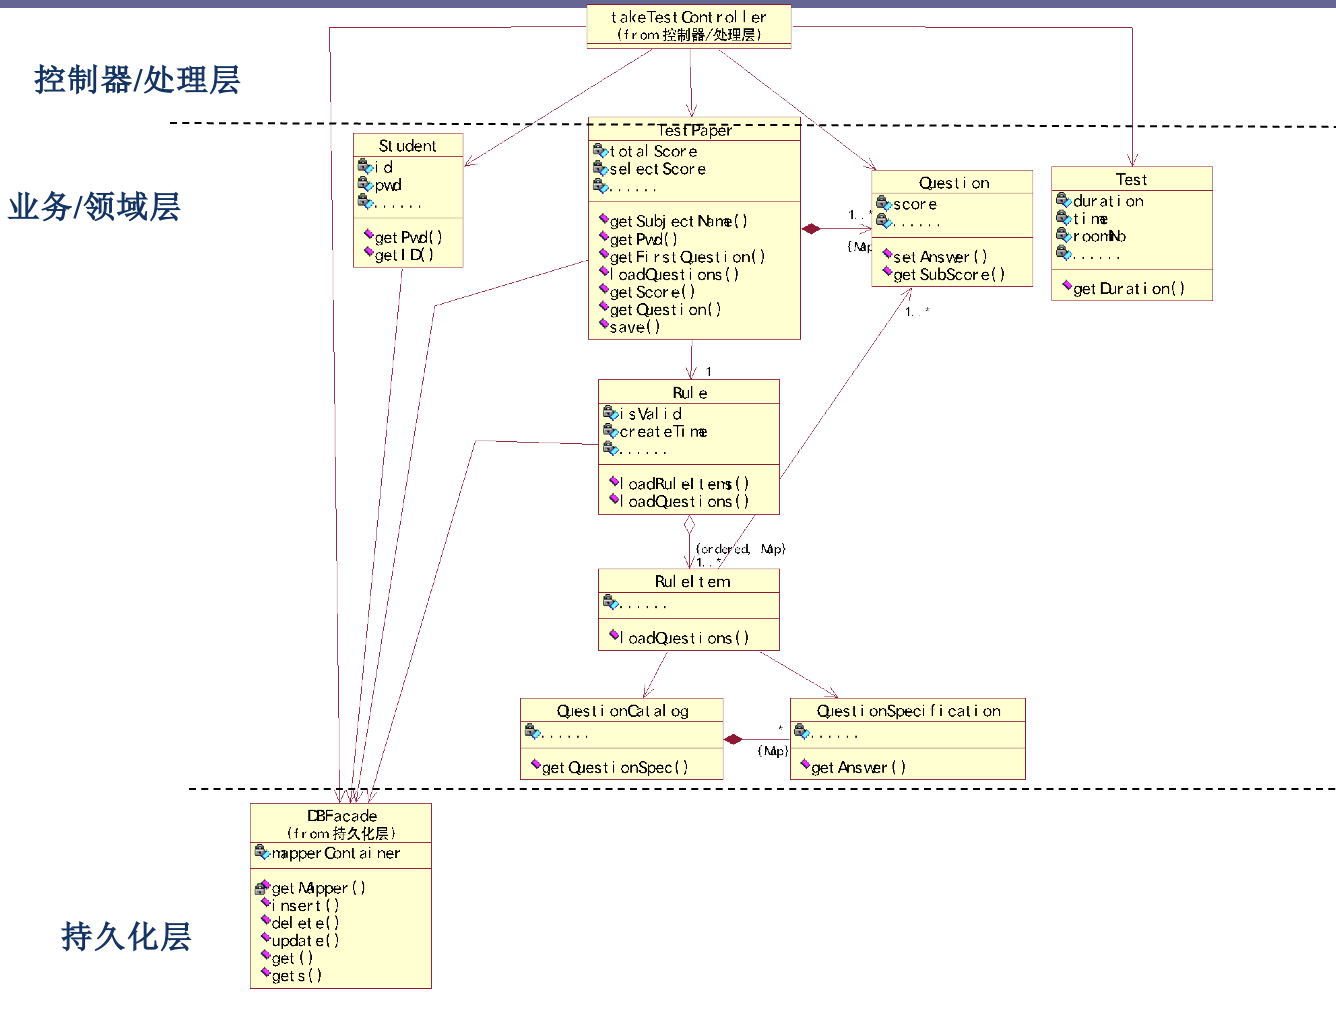 takeTestController
(from 控制器/处理层)
控制器/处理层
业务/领域层
Student
id
pwd
......
getPwd()
getID()
TestPaper
totalScore
selectScore
......
getSubjectName()
getPwd()
getFirstQuestion()
loadQuestions()
getScore()
getQuestion()
save()
1..*
{Map
Question
score
......
setAnswer()
getSubScore()
1..*
Test
duration
time
roomNo
......
getDuration()
1
Rule
isValid
createTime
......
loadRuleItems()
loadQuestions()
{ordered, Map}
1..*
RuleItem
......
loadQuestions()
QuestionCatalog
......
getQuestionSpec()
*
{Map}
QuestionSpecification
......
getAnswer()
DBFacade
(from 持久化层)
mapperContainer
getMapper()
insert()
delete()
update()
get()
gets()
持久化层